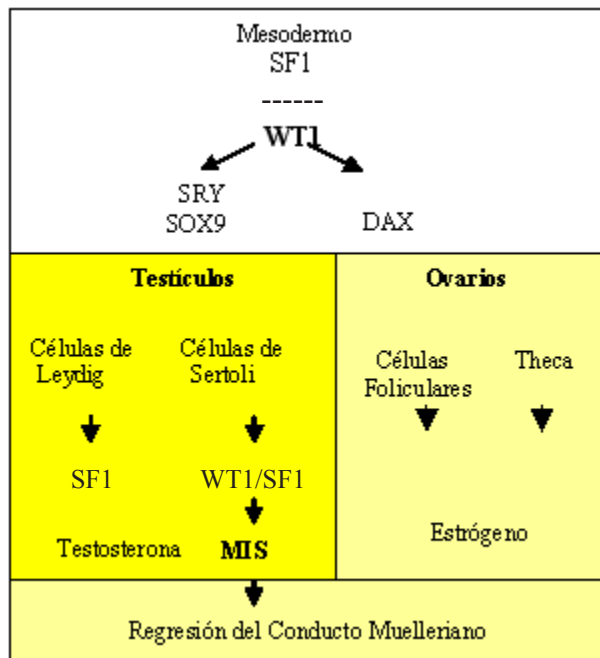 Mesodermo
SF1
------
WT1
SRY
SOX9
DAX
Testículos
Ovarios
Células de
Leydig
Células de
Sertoli
Células
Foliculares
Theca
SF1
WT1/SF1
Testosterona
MIS
Estrógeno
Regresión del Conducto Muelleriano